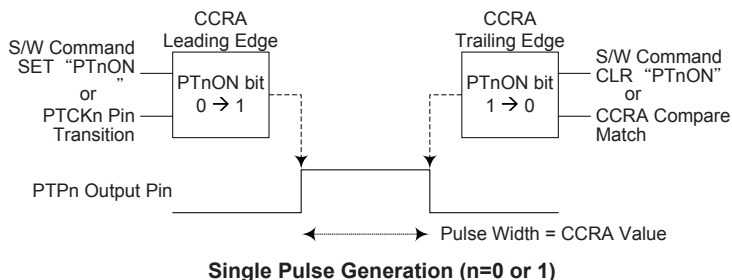 CCRA
Leading Edge
S/W Command
SET “PTnON
”
or
PTCKn Pin
Transition
PTnON bit
0 → 1
CCRA
Trailing Edge
PTnON bit
1 → 0
S/W Command
CLR “PTnON”
or
CCRA Compare
Match
PTPn Output Pin
Pulse Width = CCRA Value
Single Pulse Generation (n=0 or 1)